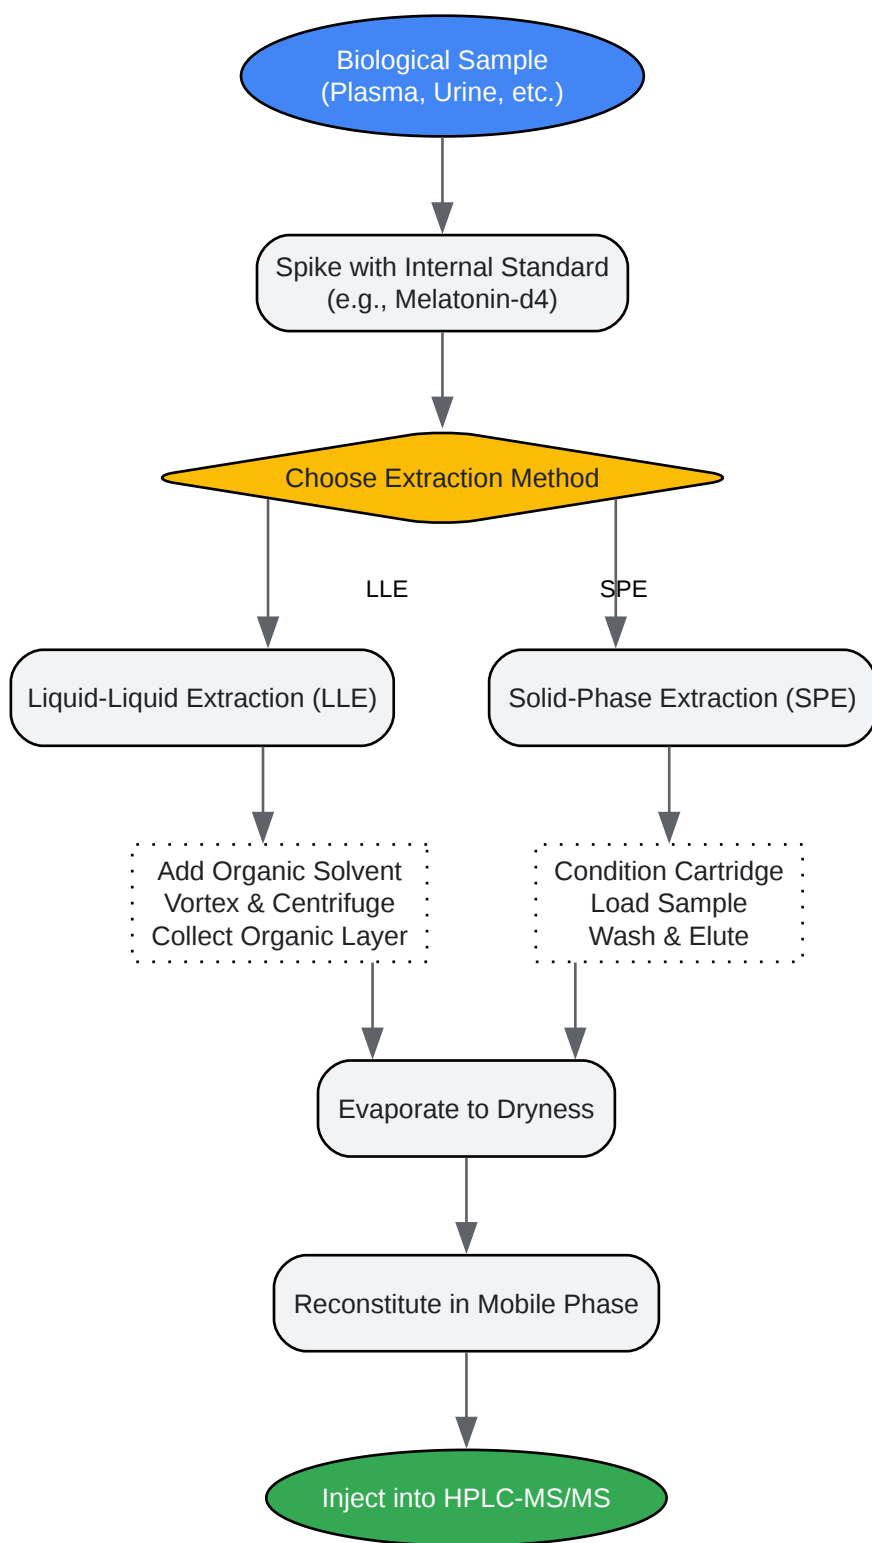 Biological Sample
(Plasma, Urine, etc.)
Spike with Internal Standard
(e.g., Melatonin-d4)
Choose Extraction Method
LLE
SPE
Liquid-Liquid Extraction (LLE)
Solid-Phase Extraction (SPE)
Add Organic Solvent
Vortex & Centrifuge
Collect Organic Layer
Condition Cartridge
Load Sample
Wash & Elute
Evaporate to Dryness
Reconstitute in Mobile Phase
Inject into HPLC-MS/MS